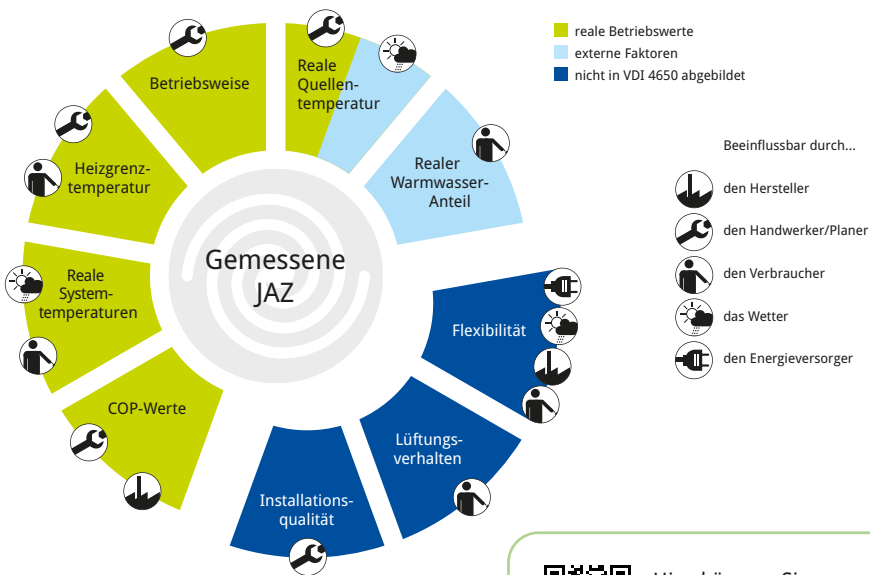 reale Betriebswerte
externe Faktoren
nicht in VDI 4650 abgebildet
Betriebsweise
Reale
Quellen-
temperatur
Realer
Warmwasser-
Anteil
Heizgrenz-
temperatur
Reale
System-
temperaturen
COP-Werte
Gemessene
JAZ
Flexibilität
Lüftungs-
verhalten
Installations-
qualität
Beeinflussbar durch...
den Hersteller
den Handwerker/Planer
den Verbraucher
das Wetter
den Energieversorger